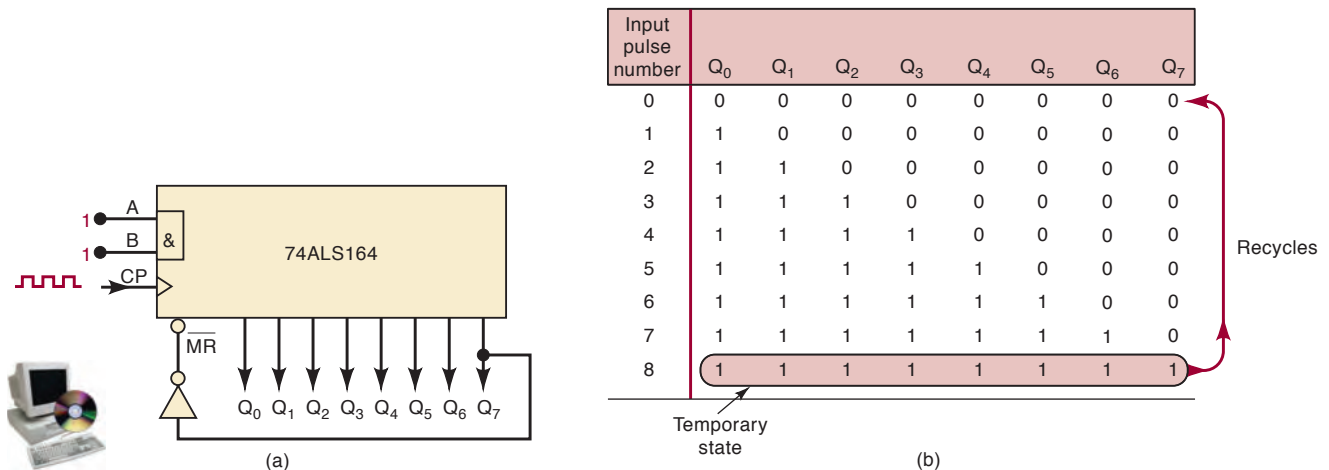 1 A
1 B
&
CP
74ALS164
MR
Q0 Q1 Q2 Q3 Q4 Q5 Q6 Q7
(a)
Input pulse number Q0 Q1 Q2 Q3 Q4 Q5 Q6 Q7
0 0 0 0 0 0 0 0 0
1 1 0 0 0 0 0 0 0
2 1 1 0 0 0 0 0 0
3 1 1 1 0 0 0 0 0
4 1 1 1 1 0 0 0 0
5 1 1 1 1 1 0 0 0
6 1 1 1 1 1 1 0 0
7 1 1 1 1 1 1 1 0
8 1 1 1 1 1 1 1 1
Recycles
Temporary
state
(b)